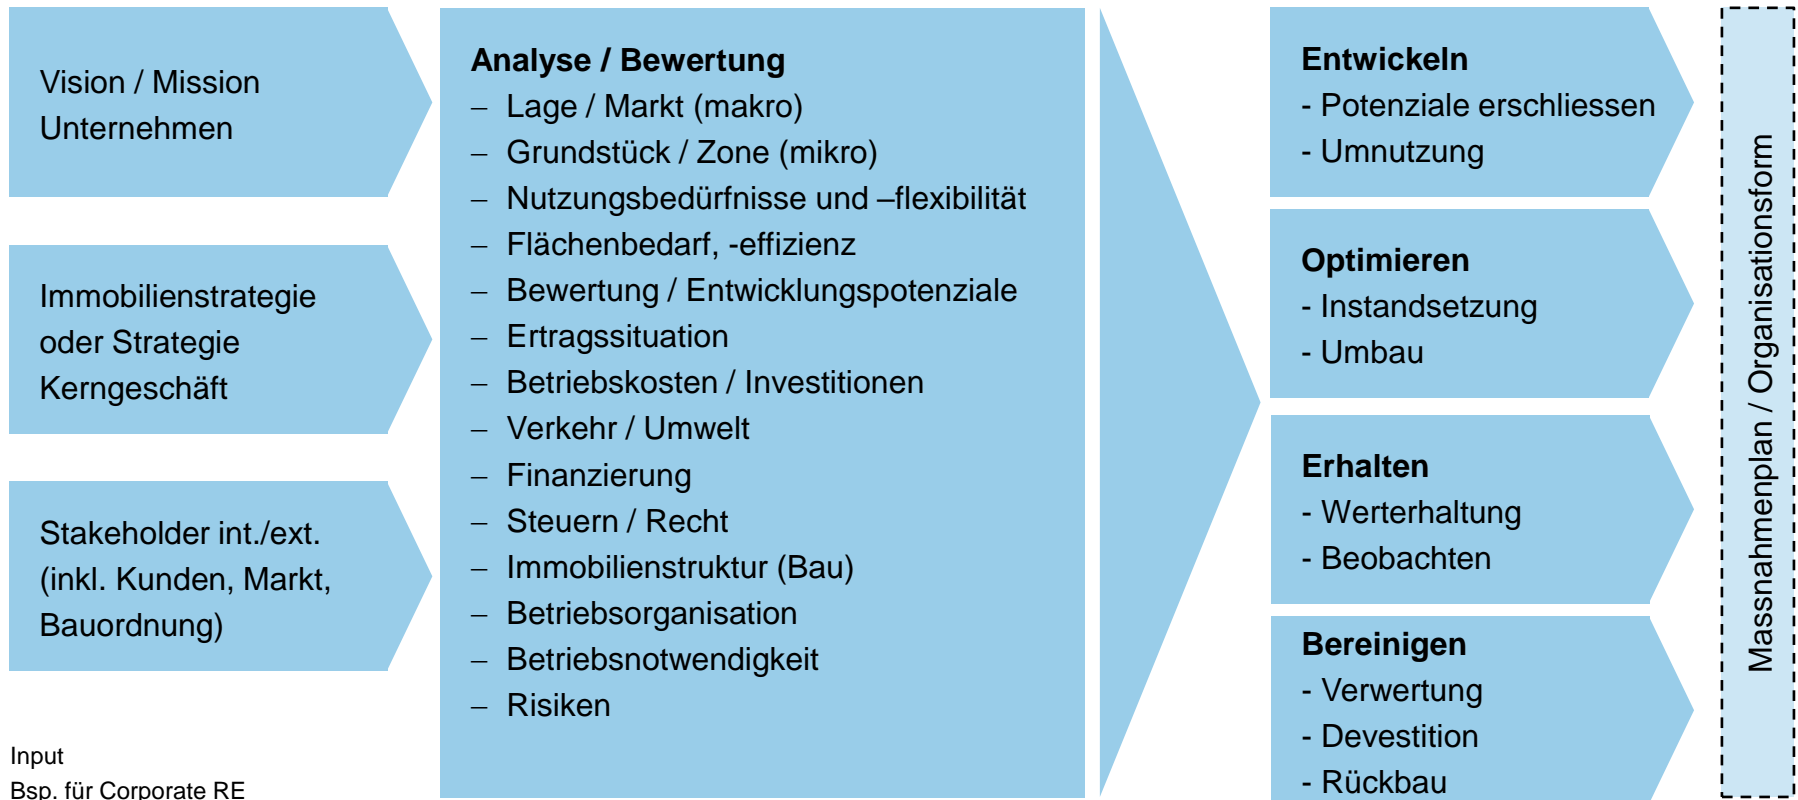 Vision / Mission
Unternehmen
Immobilienstrategie
oder Strategie
Kerngeschäft
Stakeholder int./ext.
(inkl. Kunden, Markt,
Bauordnung)
Input
Bsp. für Corporate RE
Analyse / Bewertung
– Lage / Markt (makro)
– Grundstück / Zone (mikro)
– Nutzungsbedürfnisse und –flexibilität
– Flächenbedarf, -effizienz
– Bewertung / Entwicklungspotenziale
– Ertragssituation
– Betriebskosten / Investitionen
– Verkehr / Umwelt
– Finanzierung
– Steuern / Recht
– Immobilienstruktur (Bau)
– Betriebsorganisation
– Betriebsnotwendigkeit
– Risiken
Entwickeln
- Potenziale erschliessen
- Umnutzung
Optimieren
- Instandsetzung
- Umbau
Erhalten
- Werterhaltung
- Beobachten
Bereinigen
- Verwertung
- Devestition
- Rückbau
Massnahmenplan / Organisationsform